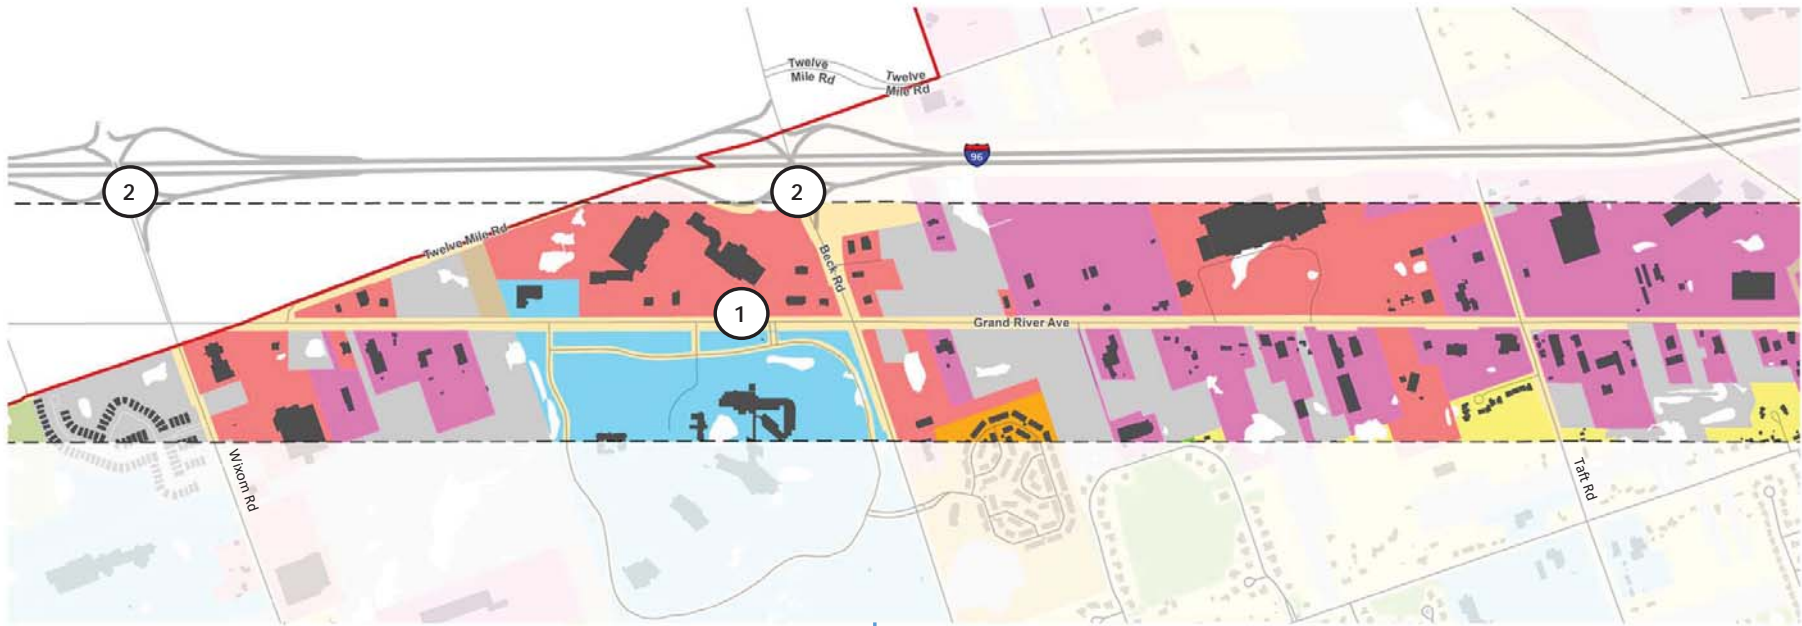 Twelve
Mile Rd
Twelve
Mile Rd
96
2
2
Twelve Mile Rd
Beck Rd
1
Grand River Ave
Wixom Rd
Taft Rd